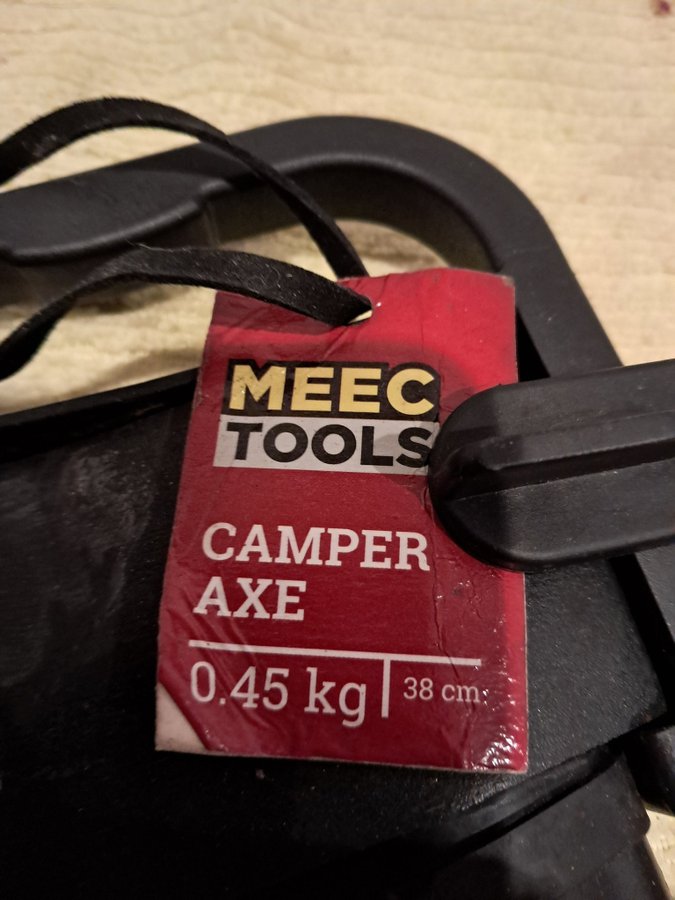 MEEC
TOOLS
CAMPER
AXE
0.45 kg 38 cm